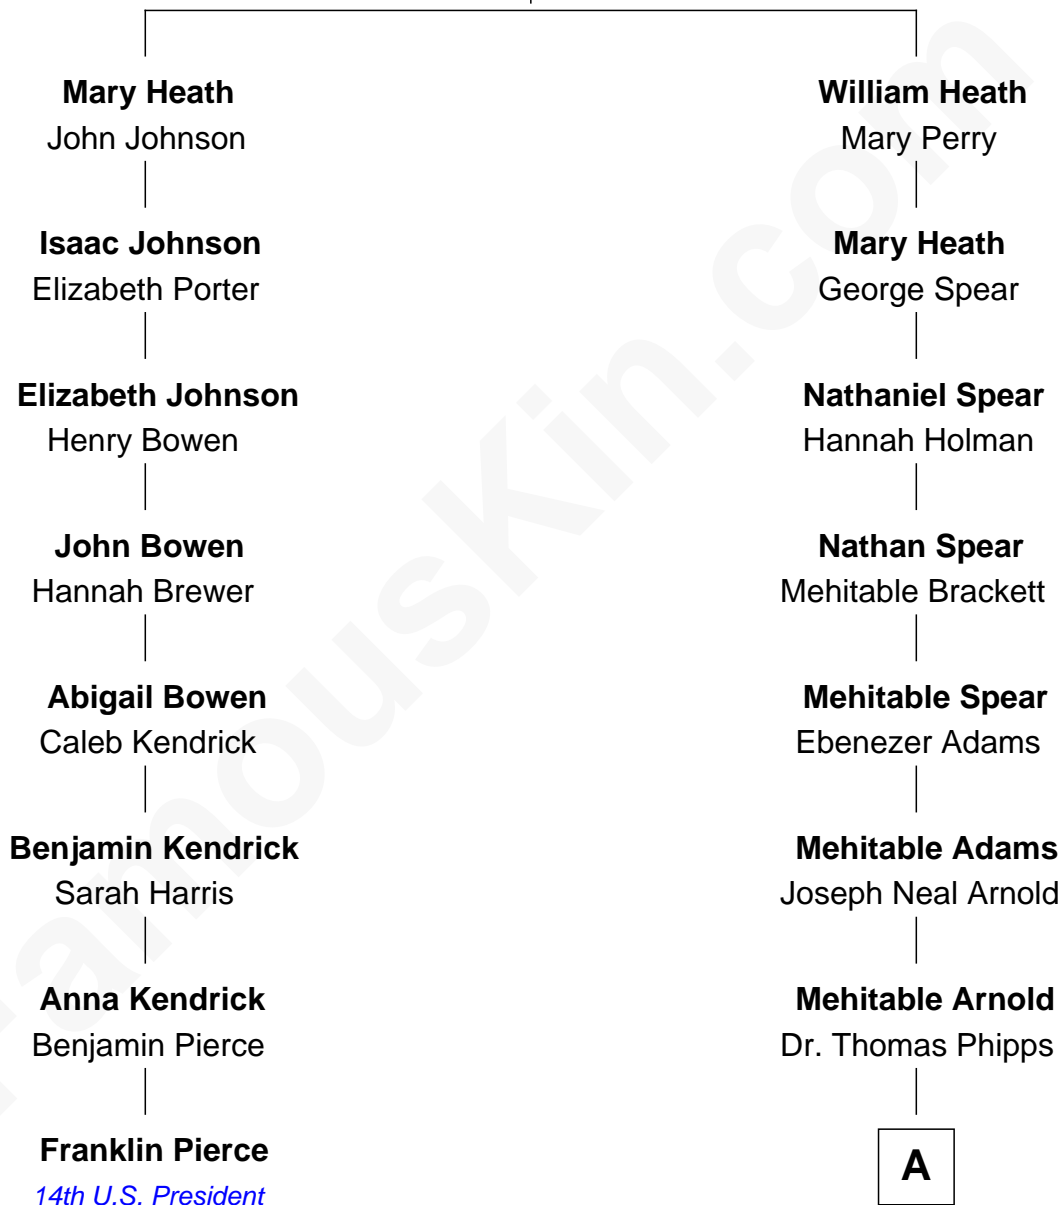 Mary Heath
John Johnson
Isaac Johnson
Elizabeth Porter
Elizabeth Johnson
Henry Bowen
John Bowen
Hannah Brewer
Abigail Bowen
Caleb Kendrick
Benjamin Kendrick
Sarah Harris
Anna Kendrick
Benjamin Pierce
Franklin Pierce
14th U.S. President
William Heath
Mary Perry
Mary Heath
George Spear
Nathaniel Spear
Hannah Holman
Nathan Spear
Mehitable Brackett
Mehitable Spear
Ebenezer Adams
Mehitable Adams
Joseph Neal Arnold
Mehitable Arnold
Dr. Thomas Phipps
A
FamousKin.com